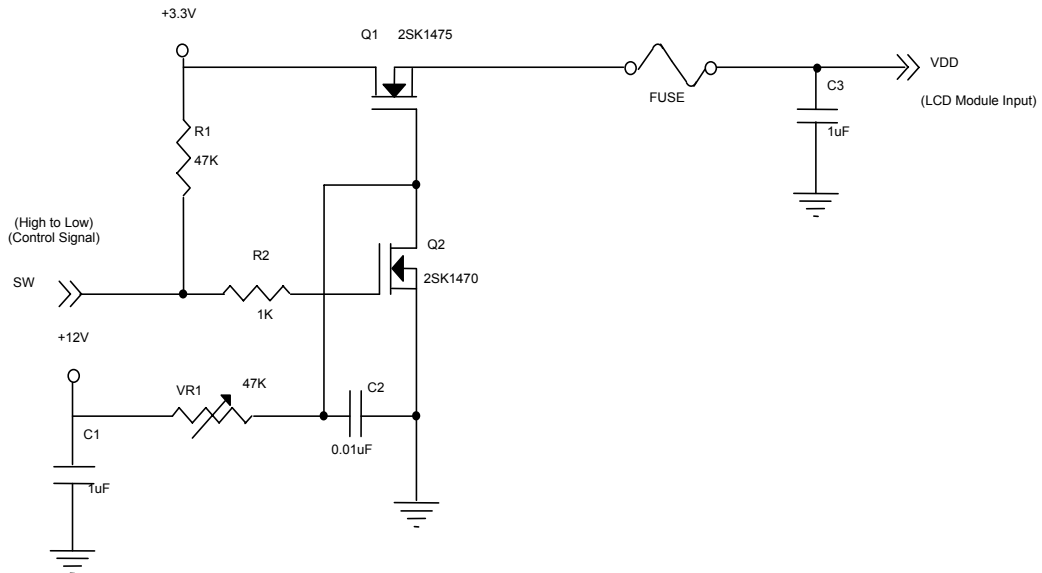 +3.3V
Q1 2SK1475
FUSE
VDD
(LCD Module Input)
C3
1uF
R1
47K
(High to Low)
(Control Signal)
SW
R2
1K
Q2
2SK1470
+12V
VR1
47K
C2
0.01uF
C1
1uF